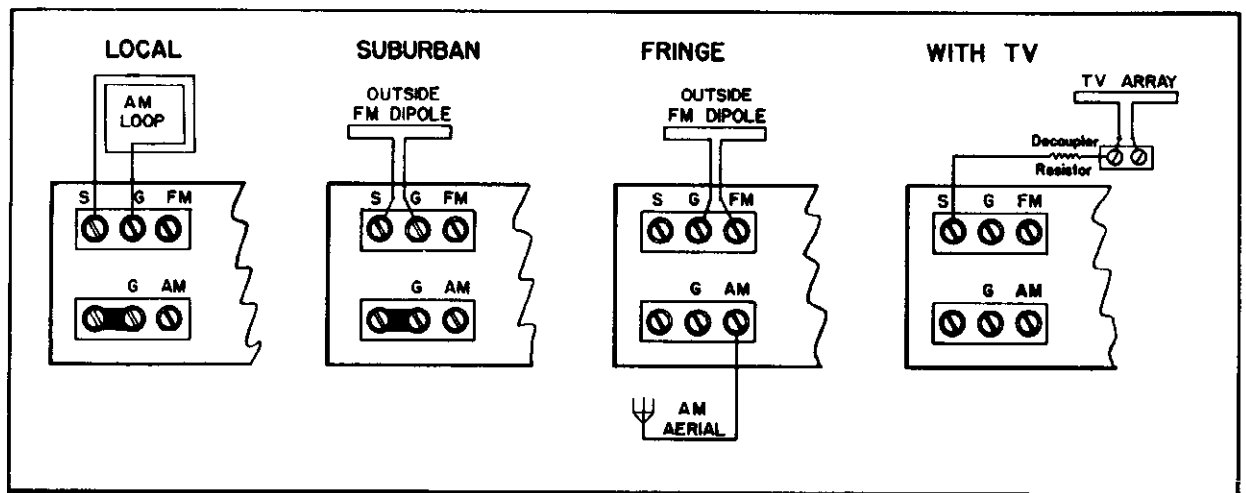 LOCAL
AM
LOOP
S G FM
G AM
SUBURBAN
OUTSIDE
FM DIPOLE
S G FM
G AM
FRINGE
OUTSIDE
FM DIPOLE
S G FM
G AM
AM
AERIAL
WITH TV
TV ARRAY
Decoupler
Resistor
S G FM
G AM